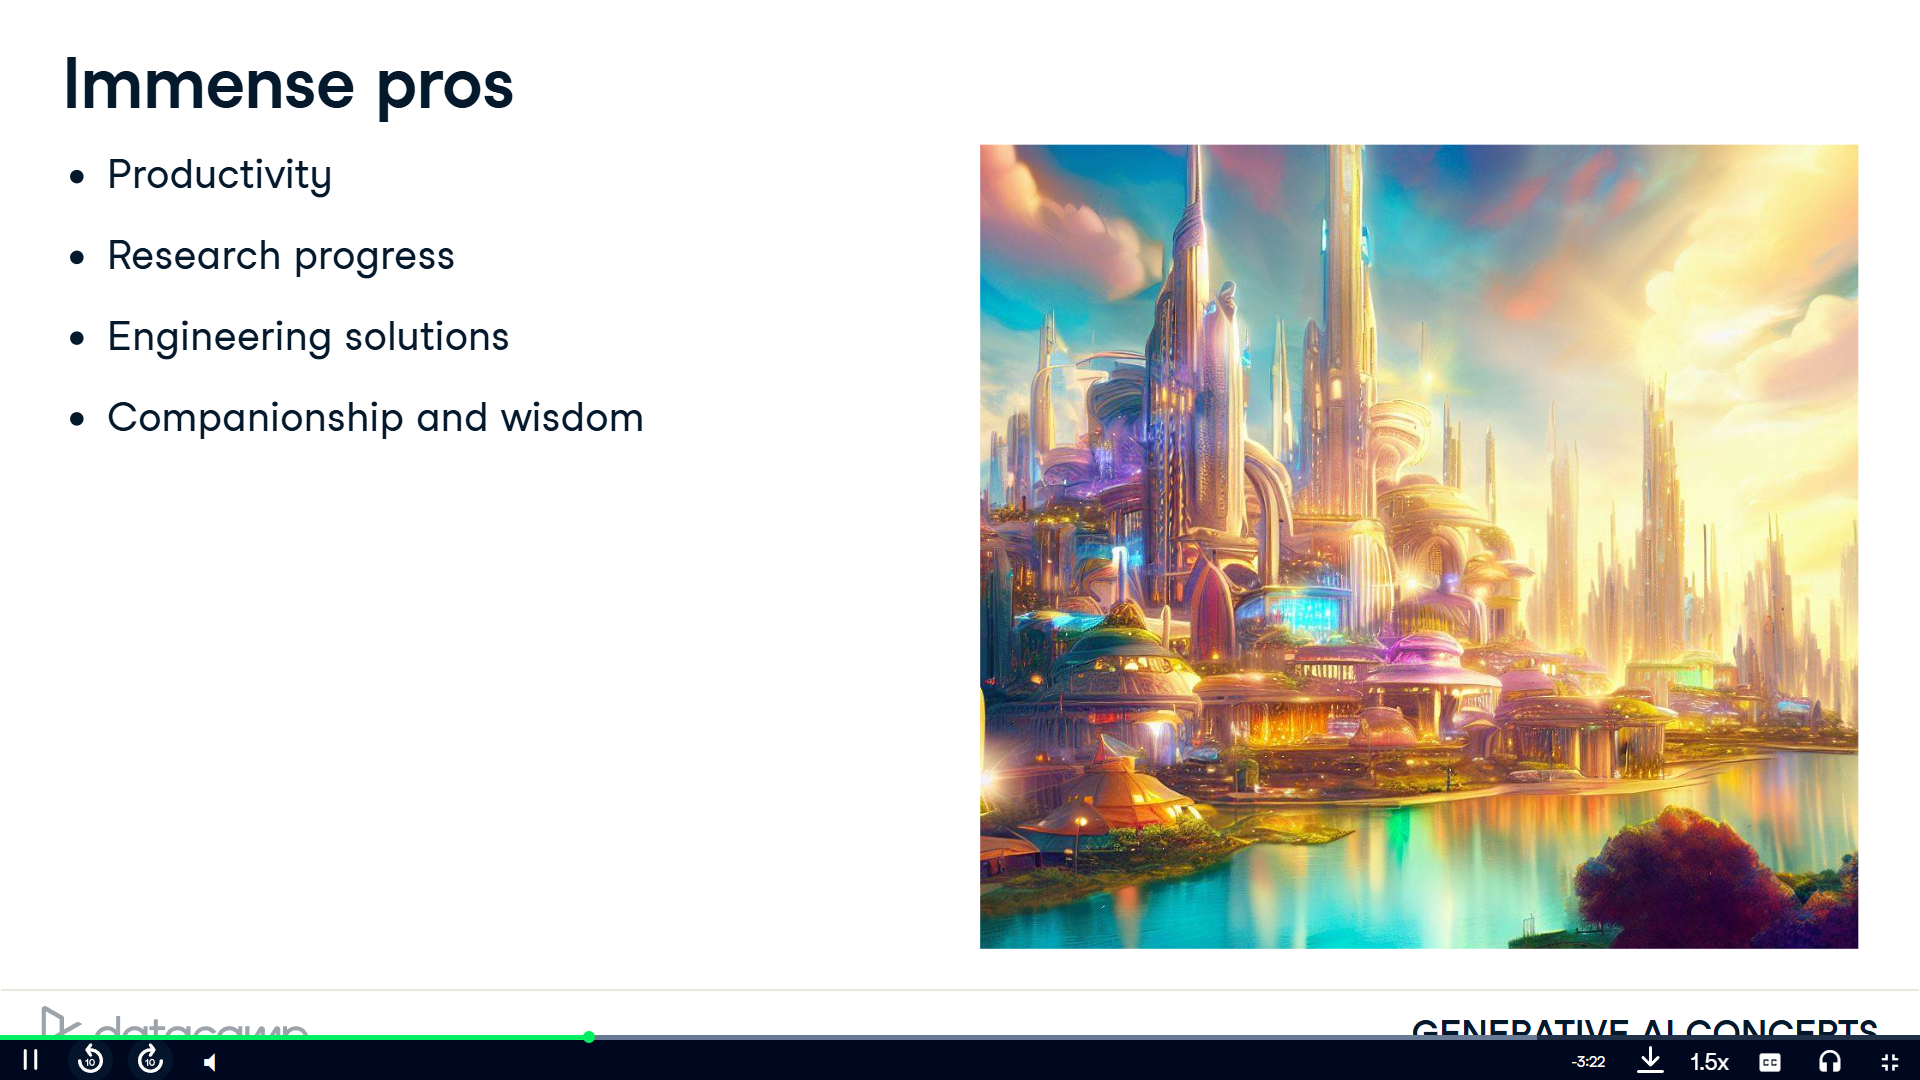 Immense pros
• Productivity
• Research progress
• Engineering solutions
• Companionship and wisdom
datacamp
GENERATIVE AI CONCEPTS
10
10
-3:22
1.5x
CC